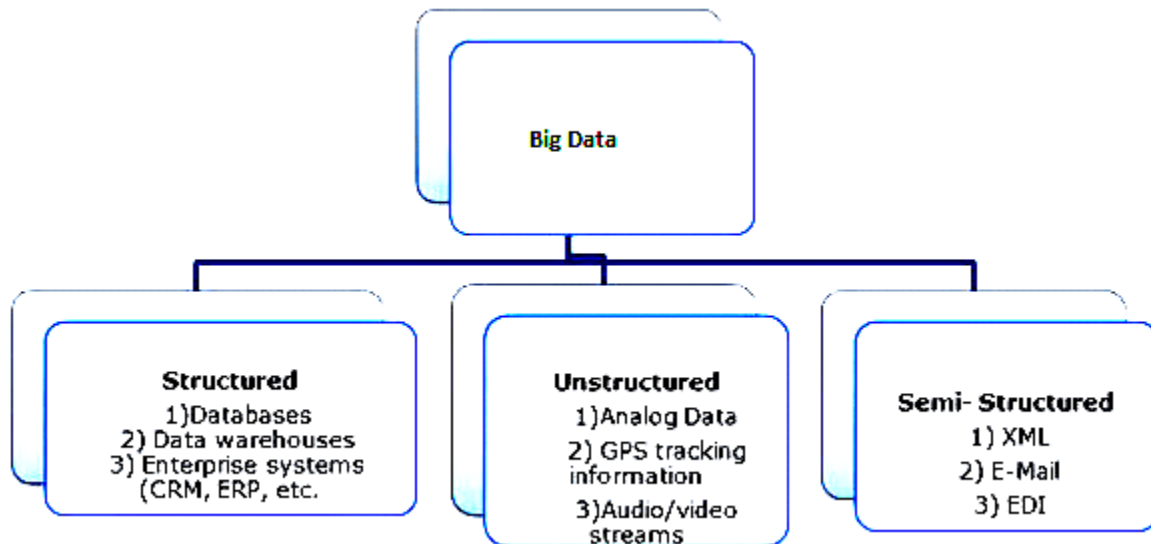 Big Data
Structured
1)Databases
2) Data warehouses
3) Enterprise systems
(CRM, ERP, etc.
Unstructured
1)Analog Data
2) GPS tracking
information
3)Audio/video
streams
Semi- Structured
1) XML
2) E-Mail
3) EDI